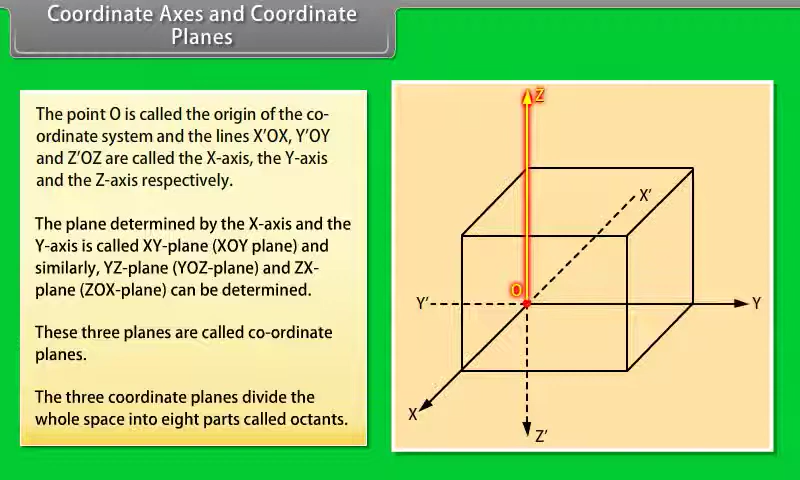 Coordinate Axes and Coordinate
Planes
The point O is called the origin of the co-
ordinate system and the lines X'OX, Y'OY
and Z'OZ are called the X-axis, the Y-axis
and the Z-axis respectively.
The plane determined by the X-axis and the
Y-axis is called XY-plane (XOY plane) and
similarly, YZ-plane (YOZ-plane) and ZX-
plane (ZOX-plane) can be determined.
These three planes are called co-ordinate
planes.
The three coordinate planes divide the
whole space into eight parts called octants.
Z
X'
O
Y'
Y
X
Z'